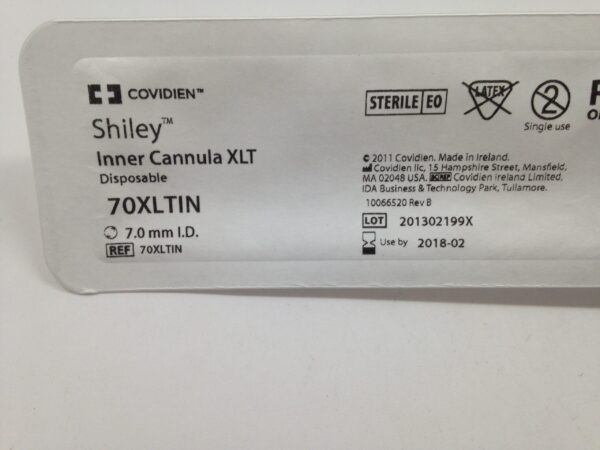 COVIDIEN™
Shiley™
Inner Cannula XLT
Disposable
70XLTIN
7.0 mm I.D.
REF 70XLTIN
STERILE EO
LATEX
2
Single use
© 2011 Covidien. Made in Ireland.
Covidien llc, 15 Hampshire Street, Mansfield,
MA 02048 USA. EC REP Covidien Ireland Limited,
IDA Business & Technology Park, Tullamore.
10066520 Rev B
LOT 201302199X
Use by 2018-02